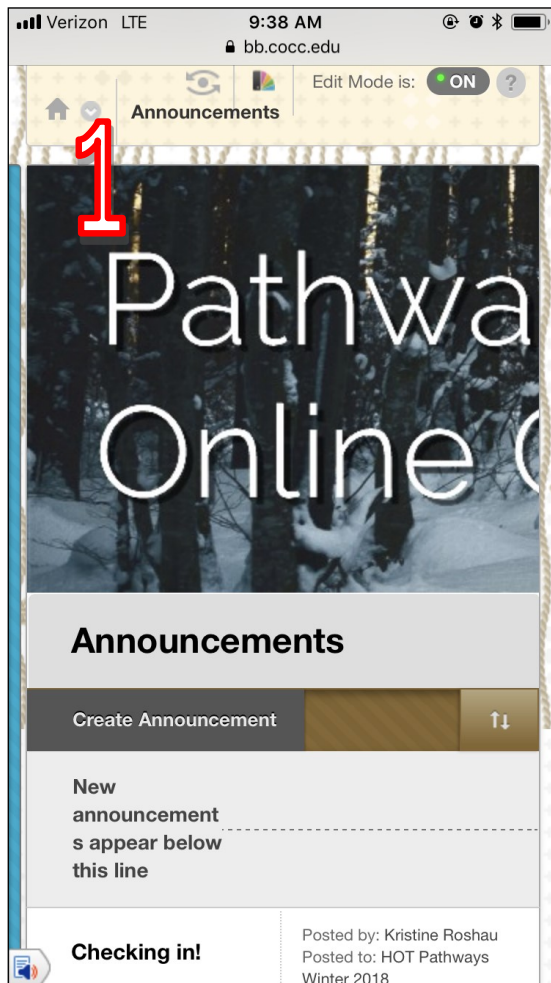 Verizon LTE 9:38 AM
bb.cocc.edu
Edit Mode is: ON ?
Announcements
1
Pathwa
Online
Announcements
Create Announcement
New
announcement
s appear below
this line
Checking in!
Posted by: Kristine Roshau
Posted to: HOT Pathways
Winter 2018